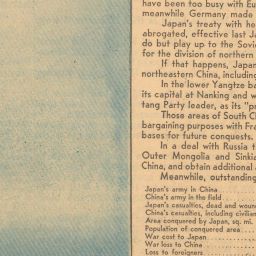 have been too busy with Eu
meanwhile Germany made
Japan's treaty with he
abrogated, effective last Ja
do but play up to the Sovie
for the division of northern
If that happens, Japan
northeastern China, including
In the lower Yangtze ba
its capital at Nanking and w
tang Party leader, as its "p
Those areas of South C
bargaining purposes with Fra
bases for future conquests.
In a deal with Russia t
Outer Mongolia and Sinkia
China, and obtain additional
Meanwhile, outstanding
Japan's army in China
China's army in the field
Japan's casualties, dead and wound
China's casualties, including civilian
Area conquered by Japan, sq. mi.
Population of conquered area
War cost to Japan
War loss to China
Loss to foreigners